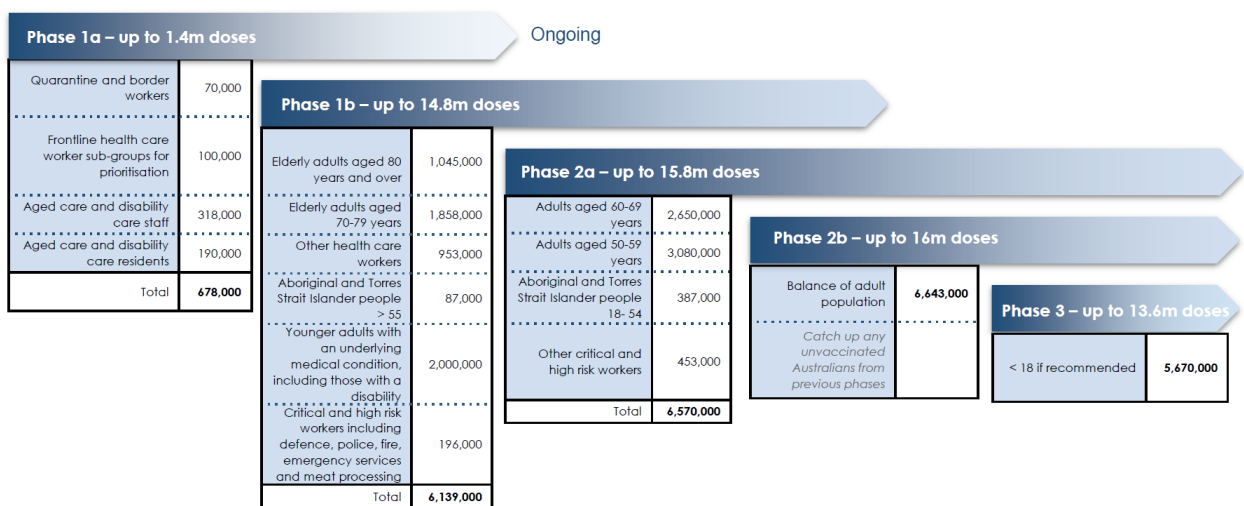 Phase 1a – up to 1.4m doses
Ongoing
Quarantine and border
workers
70,000
Frontline health care
worker sub-groups for
prioritisation
100,000
Aged care and disability
care staff
318,000
Aged care and disability
care residents
190,000
Total
678,000
Phase 1b – up to 14.8m doses
Elderly adults aged 80
years and over
1,045,000
Elderly adults aged
70-79 years
1,858,000
Other health care
workers
953,000
Aboriginal and Torres
Strait Islander people
> 55
87,000
Younger adults with
an underlying
medical condition,
including those with a
disability
2,000,000
Critical and high risk
workers including
defence, police, fire,
emergency services
and meat processing
196,000
Total
6,139,000
Phase 2a – up to 15.8m doses
Adults aged 60-69
years
2,650,000
Adults aged 50-59
years
3,080,000
Aboriginal and Torres
Strait Islander people
18- 54
387,000
Other critical and
high risk workers
453,000
Total
6,570,000
Phase 2b – up to 16m doses
Balance of adult
population
6,643,000
Catch up any
unvaccinated
Australians from
previous phases
Phase 3 – up to 13.6m doses
< 18 if recommended
5,670,000